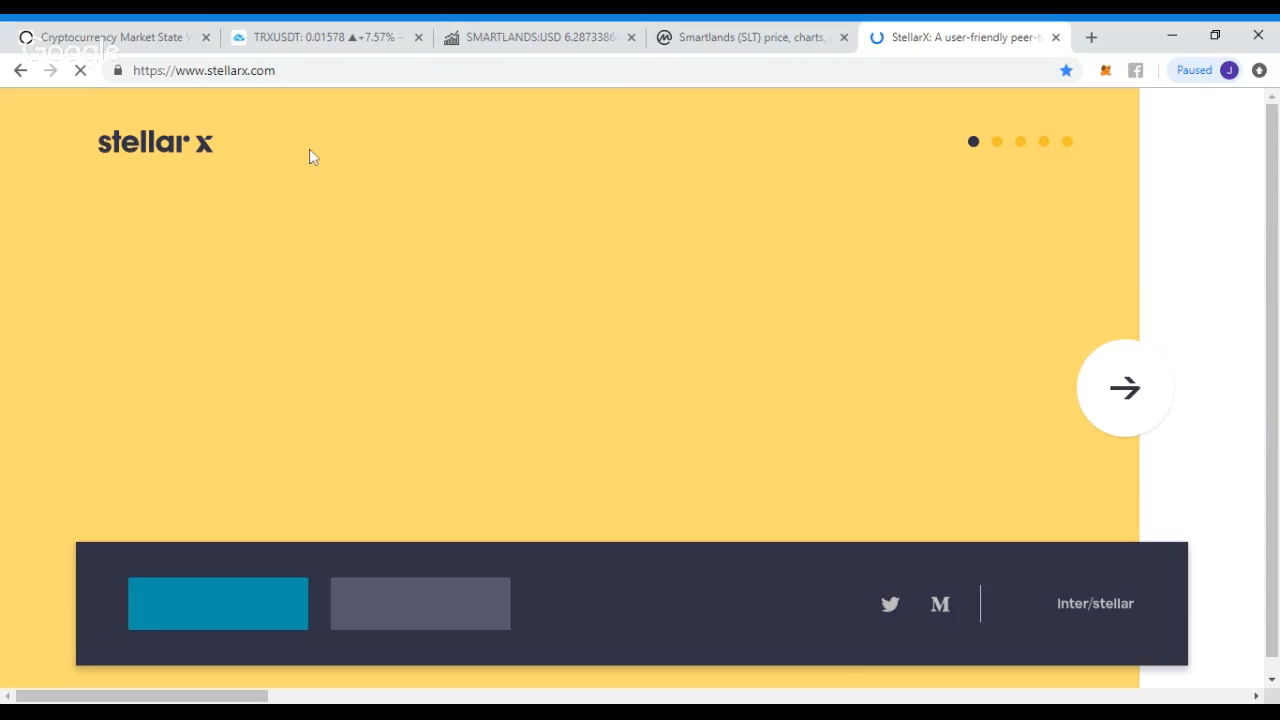 Cryptocurrency Market State V
TRXUSDT: 0.01578 ▲+7.57% —
SMARTLANDS:USD 6.2873386
Smartlands (SLT) price, charts,
StellarX: A user-friendly peer-t
Google
https://www.stellarx.com
Paused J
stellar x
M
Inter/stellar